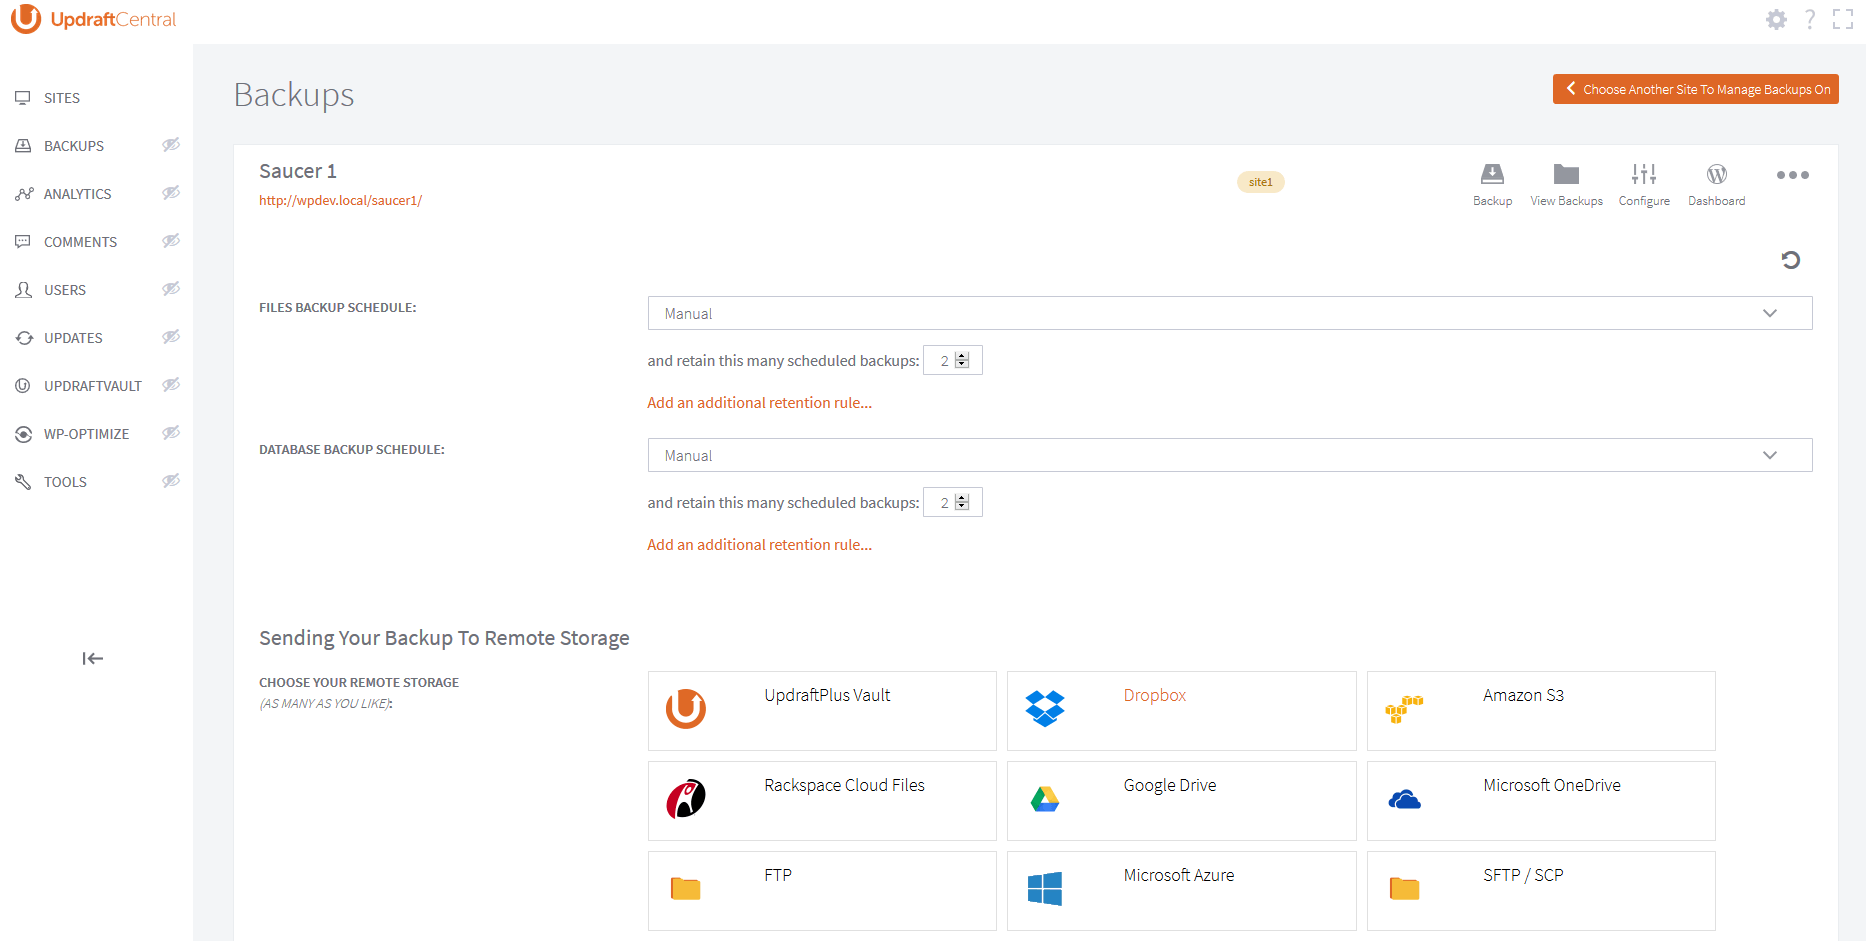 UpdraftCentral
?
SITES
BACKUPS
ANALYTICS
COMMENTS
USERS
UPDATES
UPDRAFTVAULT
WP-OPTIMIZE
TOOLS
Backups
Choose Another Site To Manage Backups On
Saucer 1
http://wpdev.local/saucer1/
site1
Backup
View Backups
Configure
Dashboard
FILES BACKUP SCHEDULE:
Manual
and retain this many scheduled backups: 2
Add an additional retention rule...
DATABASE BACKUP SCHEDULE:
Manual
and retain this many scheduled backups: 2
Add an additional retention rule...
Sending Your Backup To Remote Storage
CHOOSE YOUR REMOTE STORAGE
(AS MANY AS YOU LIKE):
UpdraftPlus Vault
Dropbox
Amazon S3
Rackspace Cloud Files
Google Drive
Microsoft OneDrive
FTP
Microsoft Azure
SFTP / SCP